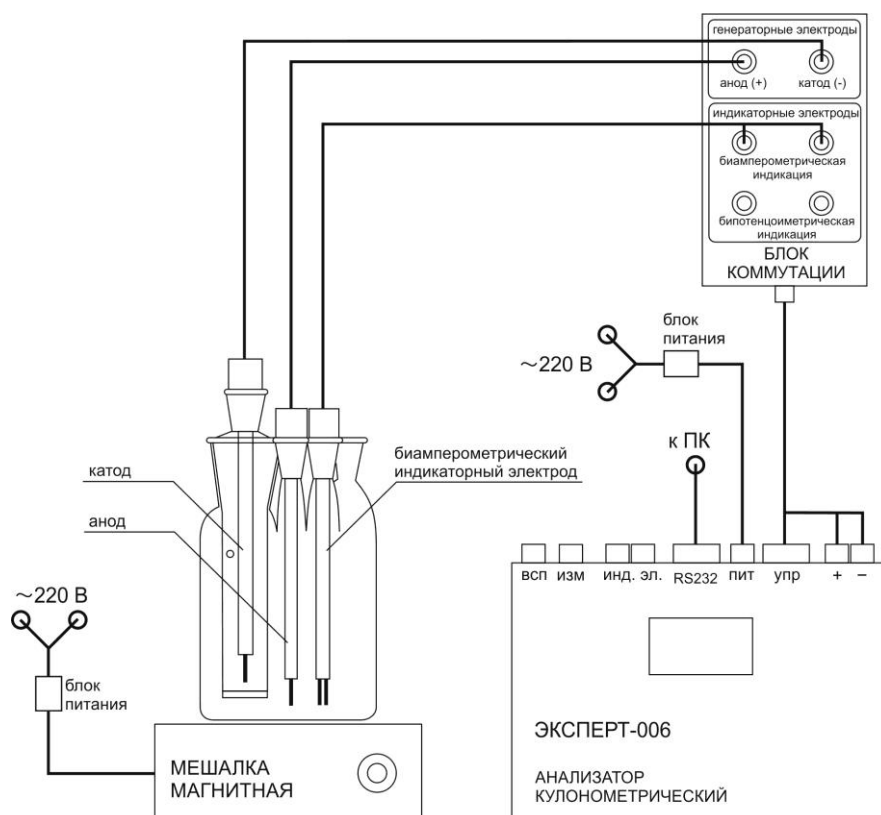 генераторные электроды
анод (+)
катод (-)
индикаторные электроды
биамперометрическая
индикация
бипотенцоиметрическая
индикация
БЛОК
КОММУТАЦИИ
блок
питания
~220 В
к ПК
биамперометрический
индикаторный электрод
катод
анод
~220 В
блок
питания
МЕШАЛКА
МАГНИТНАЯ
всп
изм
инд. эл.
RS232
пит
упр
+
–
ЭКСПЕРТ-006
АНАЛИЗАТОР
КУЛОНОМЕТРИЧЕСКИЙ